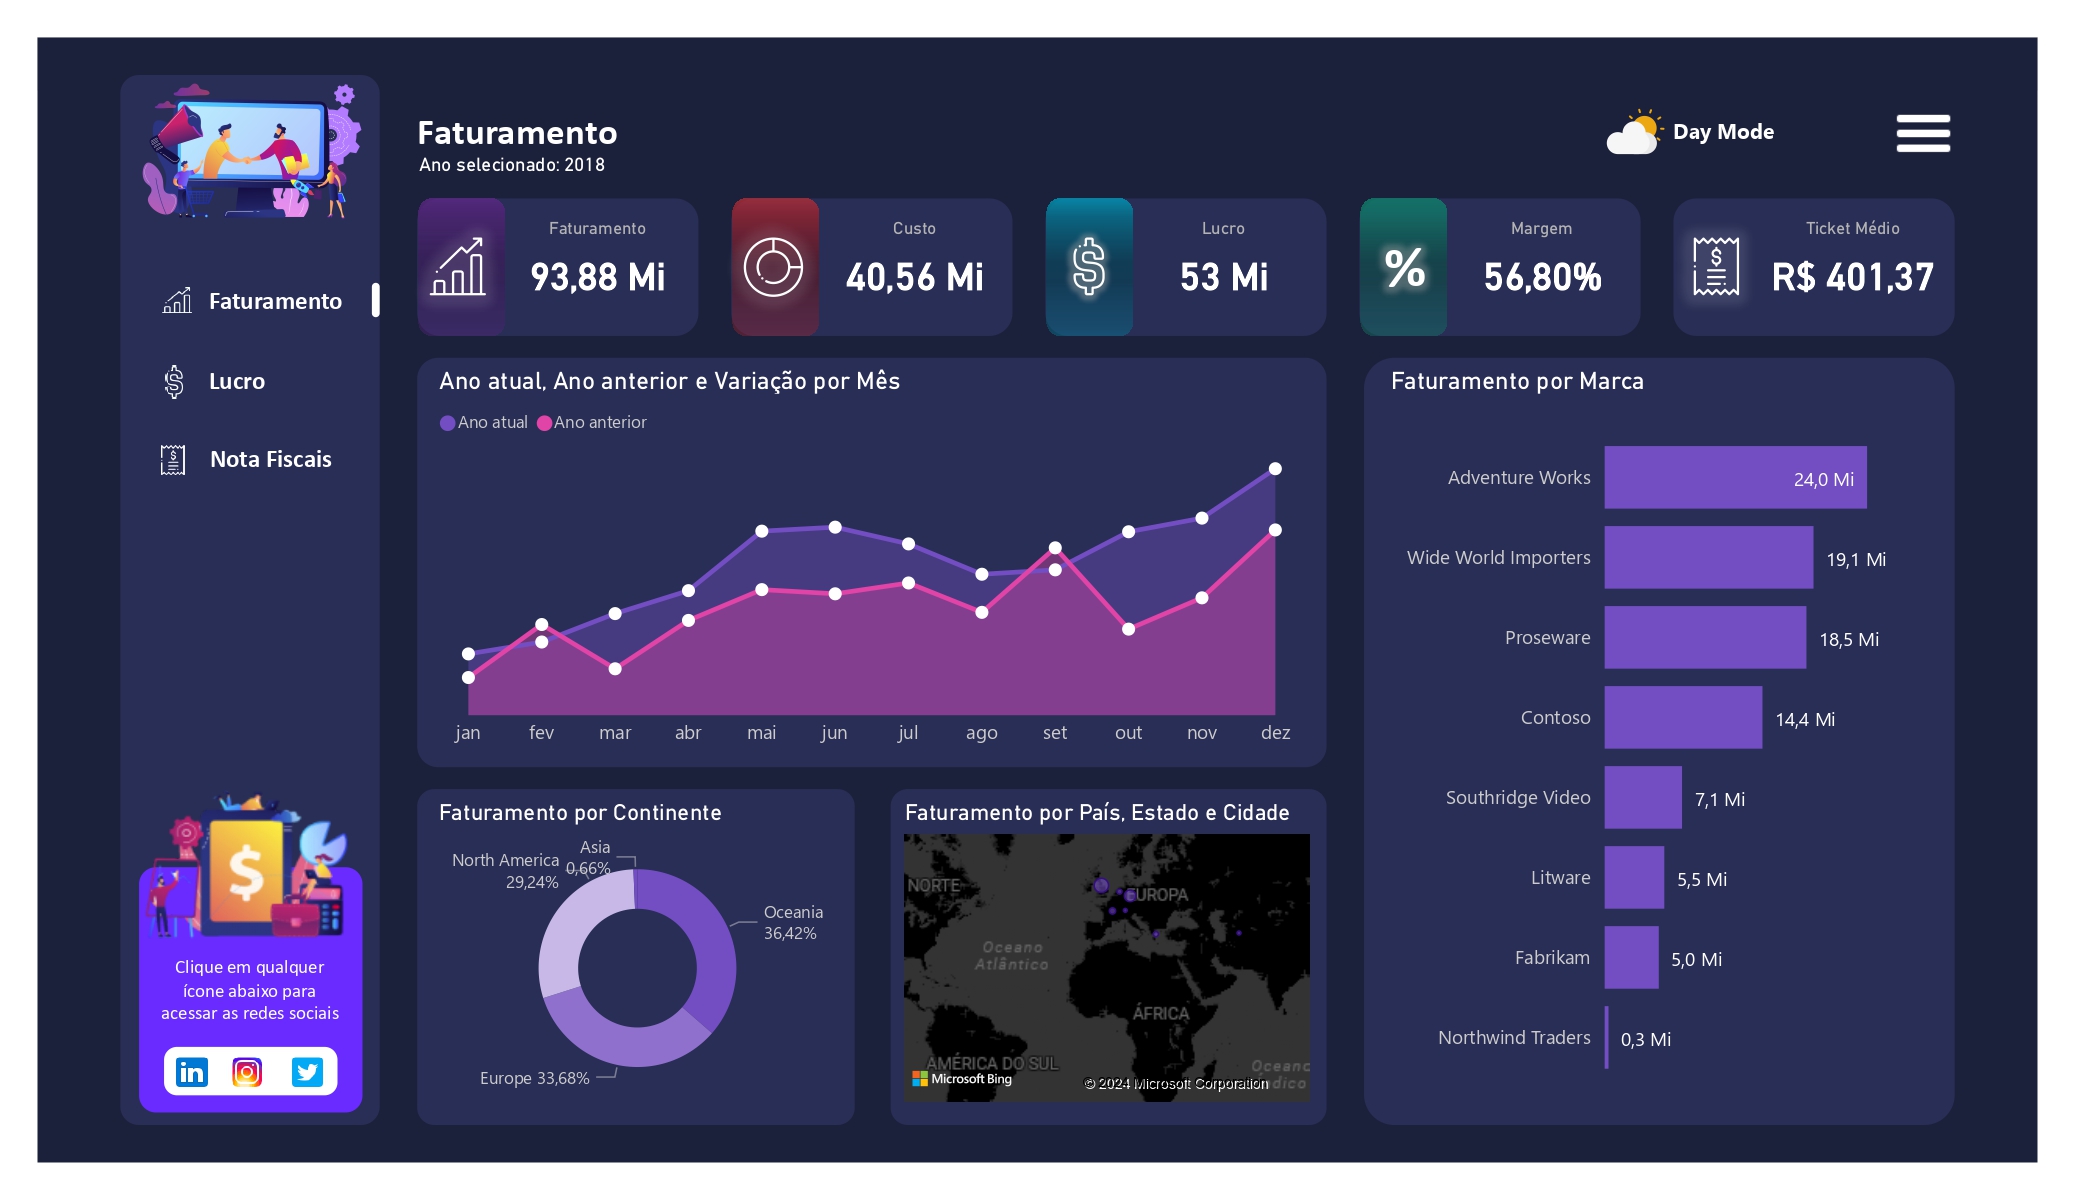 Faturamento
Ano selecionado: 2018
Day Mode
Faturamento
Lucro
Nota Fiscais
Clique em qualquer
ícone abaixo para
acessar as redes sociais
in
Faturamento
93,88 Mi
Custo
40,56 Mi
Lucro
53 Mi
%
Margem
56,80%
Ticket Médio
R$ 401,37
Ano atual, Ano anterior e Variação por Mês
Ano atual Ano anterior
jan fev mar abr mai jun jul ago set out nov dez
Faturamento por Continente
Asia
0,66%
North America
29,24%
Oceania
36,42%
Europe 33,68%
Faturamento por País, Estado e Cidade
NORTE
EUROPA
Oceano
Atlântico
ÁFRICA
AMÉRICA DO SUL
Microsoft Bing
© 2024 Microsoft Corporation
Faturamento por Marca
Adventure Works 24,0 Mi
Wide World Importers 19,1 Mi
Proseware 18,5 Mi
Contoso 14,4 Mi
Southridge Video 7,1 Mi
Litware 5,5 Mi
Fabrikam 5,0 Mi
Northwind Traders 0,3 Mi